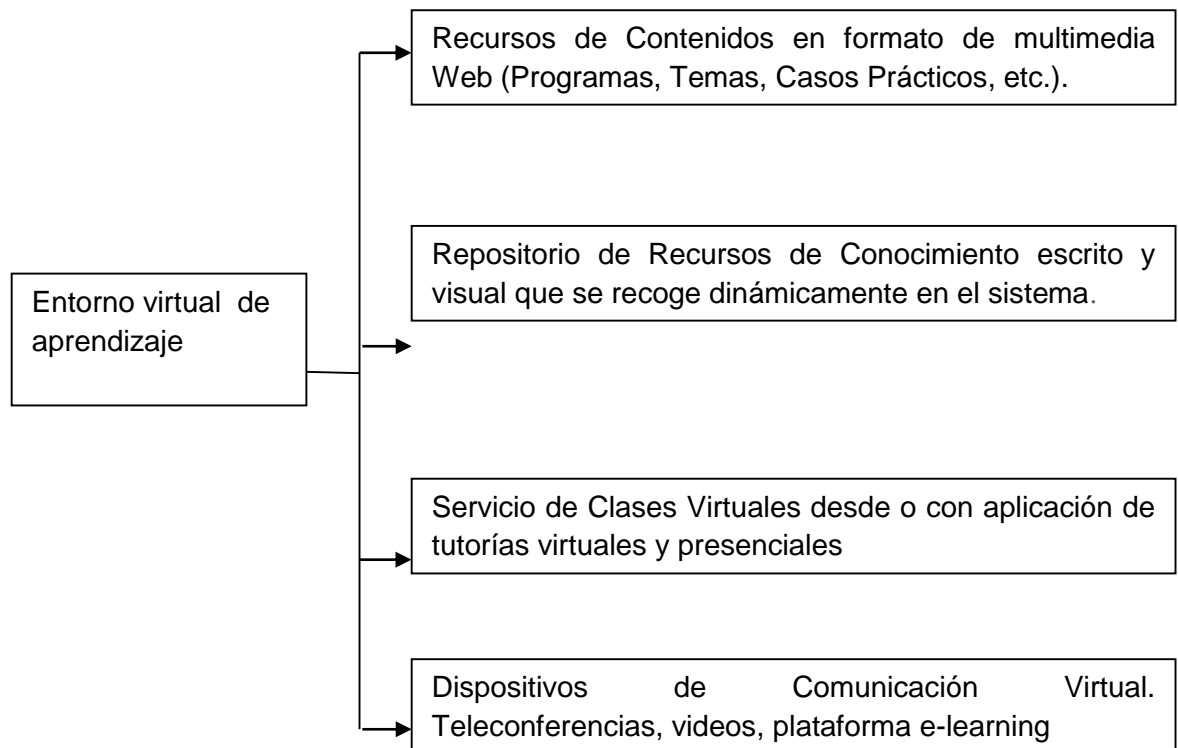 Recursos de Contenidos en formato de multimedia
Web (Programas, Temas, Casos Prácticos, etc.).
Repositorio de Recursos de Conocimiento escrito y
visual que se recoge dinámicamente en el sistema.
Entorno virtual de
aprendizaje
Servicio de Clases Virtuales desde o con aplicación de
tutorías virtuales y presenciales
Dispositivos de Comunicación Virtual.
Teleconferencias, videos, plataforma e-learning